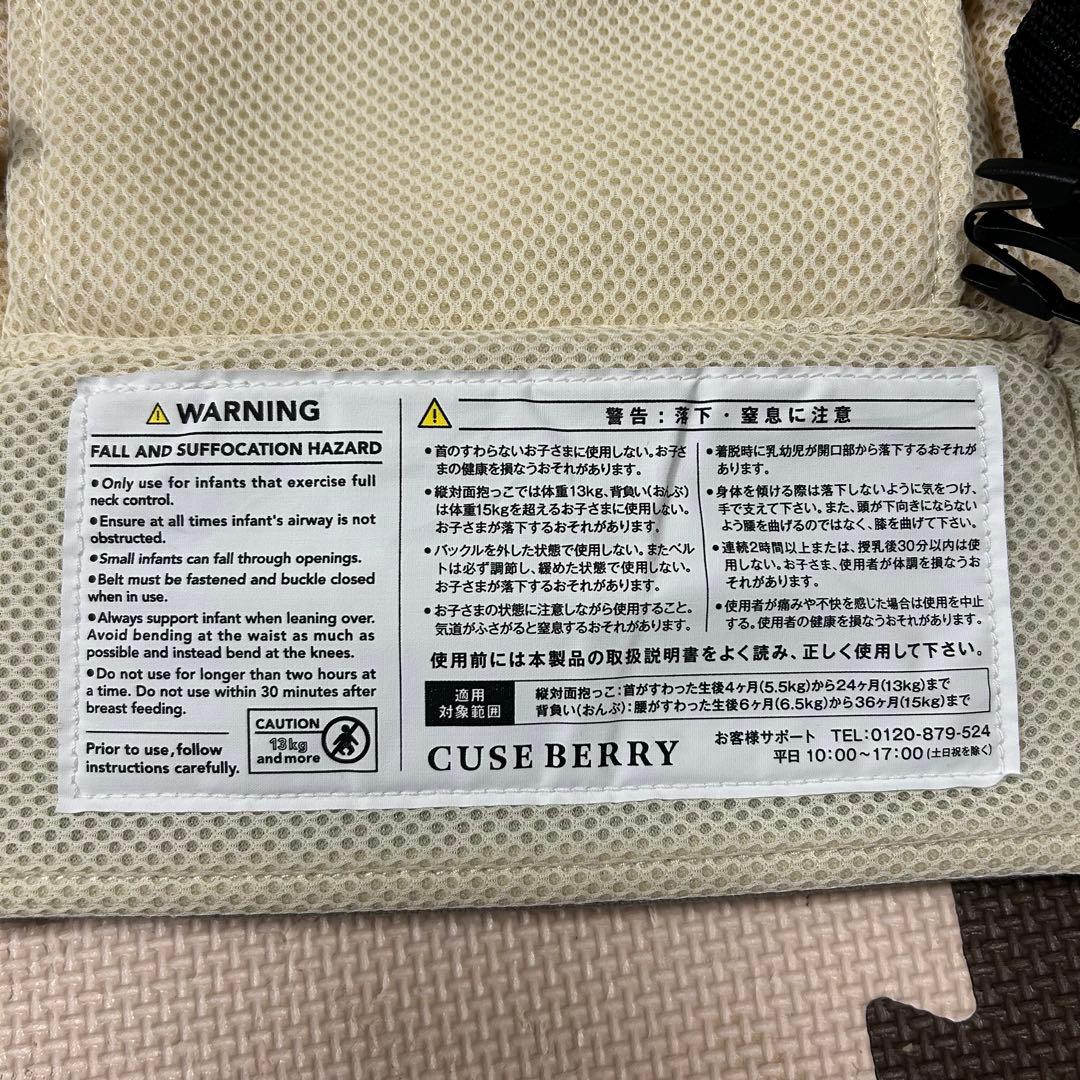 WARNING
FALL AND SUFFOCATION HAZARD
●Only use for infants that exercise full
neck control.
●Ensure at all times infant's airway is not
obstructed.
●Small infants can fall through openings.
●Belt must be fastened and buckle closed
when in use.
●Always support infant when leaning over.
Avoid bending at the waist as much as
possible and instead bend at the knees.
●Do not use for longer than two hours at
a time. Do not use within 30 minutes after
breast feeding.
Prior to use, follow
instructions carefully.
CAUTION
13kg
and more
警告：落下・窒息に注意
●首のすわらないお子さまに使用しない。お子さ
まの健康を損なうおそれがあります。
●縦対面抱っこでは体重13kg、背負い(おんぶ)
は体重15kgを超えるお子さまに使用しない。
お子さまが落下するおそれがあります。
●バックルを外した状態で使用しない。またベル
トは必ず調節し、緩めた状態で使用しない。
お子さまが落下するおそれがあります。
●お子さまの状態に注意しながら使用すること。
気道がふさがると窒息するおそれがあります。
●着脱時に乳幼児が開口部から落下するおそれが
あります。
●身体を傾ける際は落下しないように気をつけ、
手で支えて下さい。また、頭が下向きにならない
よう腰を曲げるのではなく、膝を曲げて下さい。
●連続2時間以上または、授乳後30分以内は使
用しない。お子さま、使用者が体調を損なうお
それがあります。
●使用者が痛みや不快を感じた場合は使用を中止
する。使用者の健康を損なうおそれがあります。
使用前には本製品の取扱説明書をよく読み、正しく使用して下さい。
適用
対象範囲
縦対面抱っこ：首がすわった生後4ヶ月(5.5kg)から24ヶ月(13kg)まで
背負い(おんぶ)：腰がすわった生後6ヶ月(6.5kg)から36ヶ月(15kg)まで
CUSE BERRY
お客様サポート TEL:0120-879-524
平日 10:00～17:00(土日祝を除く)